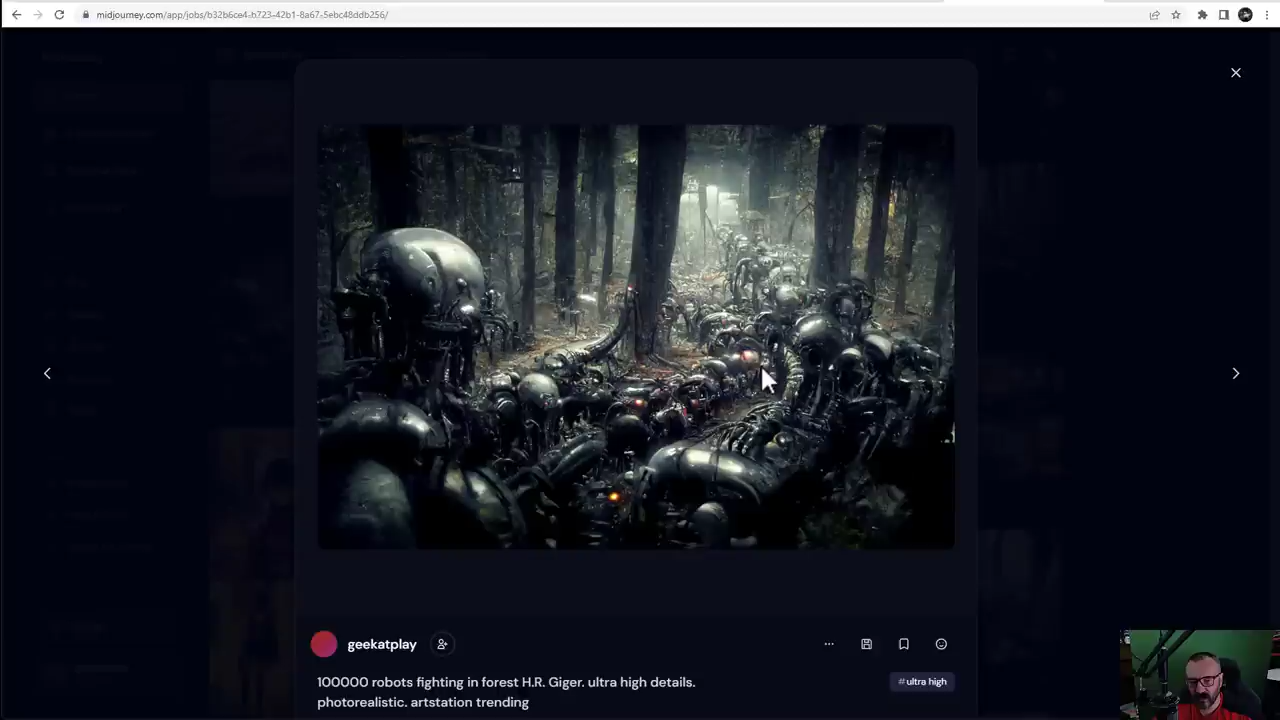 midjourney.com/app/jobs/b32b6ce4-b723-42b1-8a67-5ebc48ddb256/
geekatplay
100000 robots fighting in forest H.R. Giger. ultra high details.
#ultra high
photorealistic. artstation trending